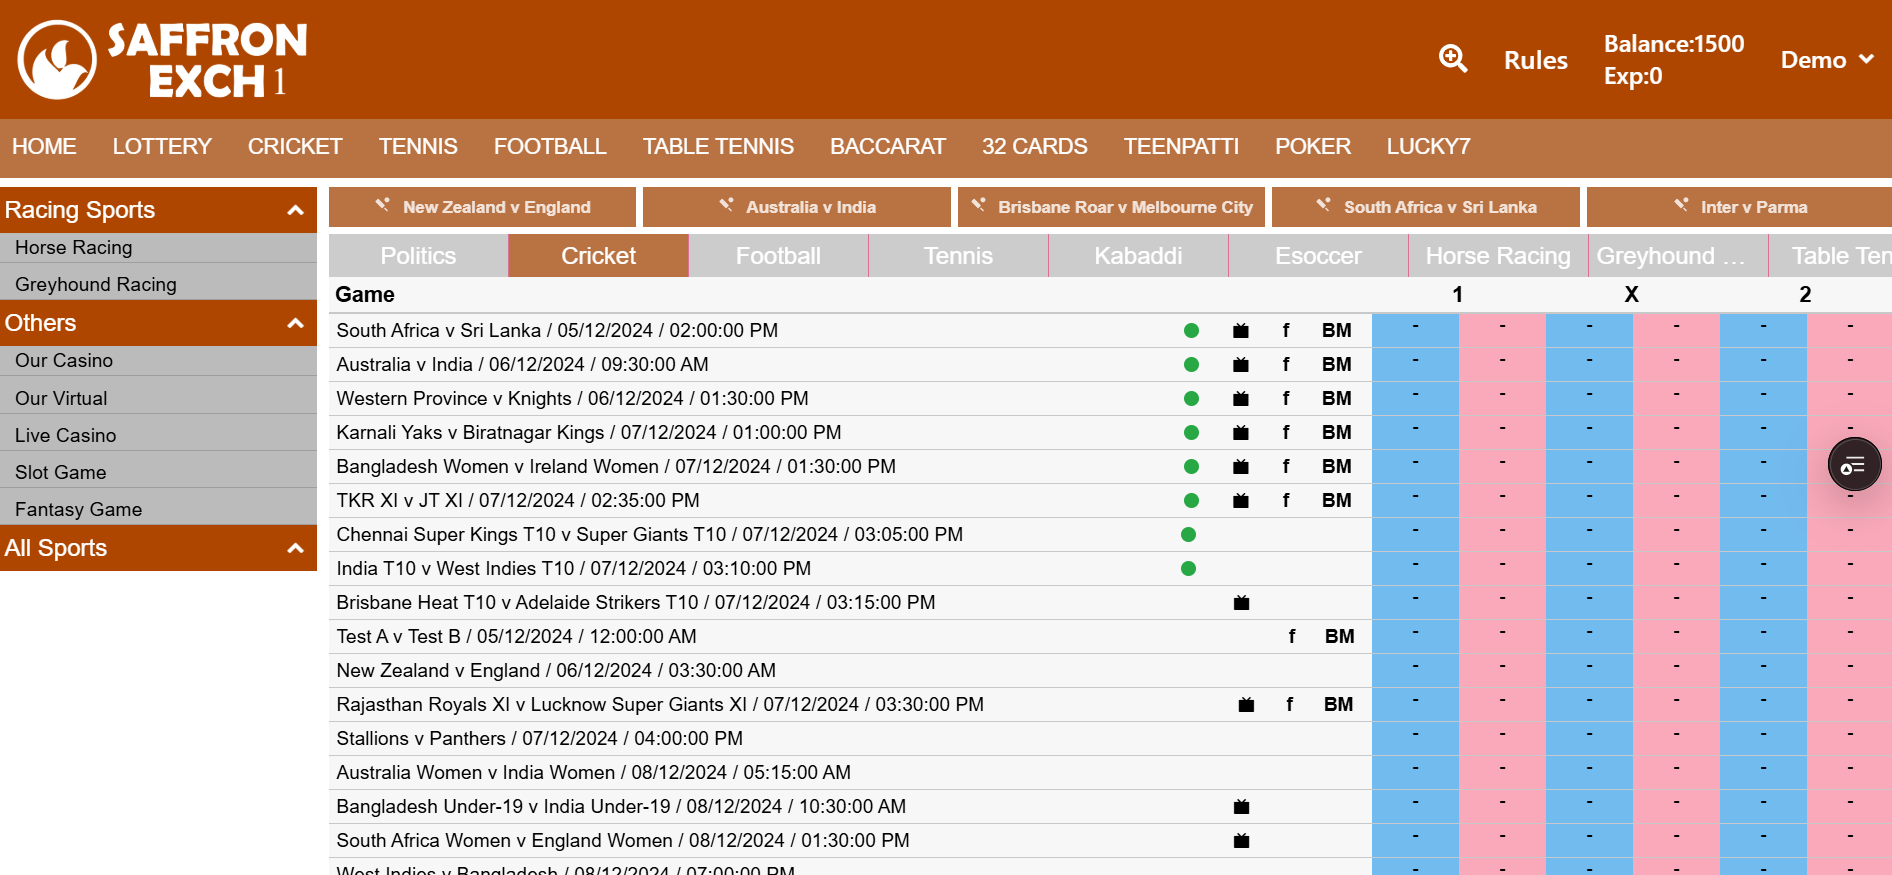 SAFFRON
EXCH 1
Rules
Balance:1500
Exp:0
Demo
HOME LOTTERY CRICKET TENNIS FOOTBALL TABLE TENNIS BACCARAT 32 CARDS TEENPATTI POKER LUCKY7
Racing Sports
Horse Racing
Greyhound Racing
Others
Our Casino
Our Virtual
Live Casino
Slot Game
Fantasy Game
All Sports
New Zealand v England Australia v India Brisbane Roar v Melbourne City South Africa v Sri Lanka Inter v Parma
Politics Cricket Football Tennis Kabaddi Esoccer Horse Racing Greyhound ... Table Ten
Game 1 X 2
South Africa v Sri Lanka / 05/12/2024 / 02:00:00 PM f BM - - - - - -
Australia v India / 06/12/2024 / 09:30:00 AM f BM - - - - - -
Western Province v Knights / 06/12/2024 / 01:30:00 PM f BM - - - - - -
Karnali Yaks v Biratnagar Kings / 07/12/2024 / 01:00:00 PM f BM - - - - - -
Bangladesh Women v Ireland Women / 07/12/2024 / 01:30:00 PM f BM - - - - - -
TKR XI v JT XI / 07/12/2024 / 02:35:00 PM f BM - - - - - -
Chennai Super Kings T10 v Super Giants T10 / 07/12/2024 / 03:05:00 PM - - - - - -
India T10 v West Indies T10 / 07/12/2024 / 03:10:00 PM - - - - - -
Brisbane Heat T10 v Adelaide Strikers T10 / 07/12/2024 / 03:15:00 PM - - - - - -
Test A v Test B / 05/12/2024 / 12:00:00 AM f BM - - - - - -
New Zealand v England / 06/12/2024 / 03:30:00 AM - - - - - -
Rajasthan Royals XI v Lucknow Super Giants XI / 07/12/2024 / 03:30:00 PM f BM - - - - - -
Stallions v Panthers / 07/12/2024 / 04:00:00 PM - - - - - -
Australia Women v India Women / 08/12/2024 / 05:15:00 AM - - - - - -
Bangladesh Under-19 v India Under-19 / 08/12/2024 / 10:30:00 AM - - - - - -
South Africa Women v England Women / 08/12/2024 / 01:30:00 PM - - - - - -
West Indies v Bangladesh / 08/12/2024 / 07:00:00 PM - - - - - -